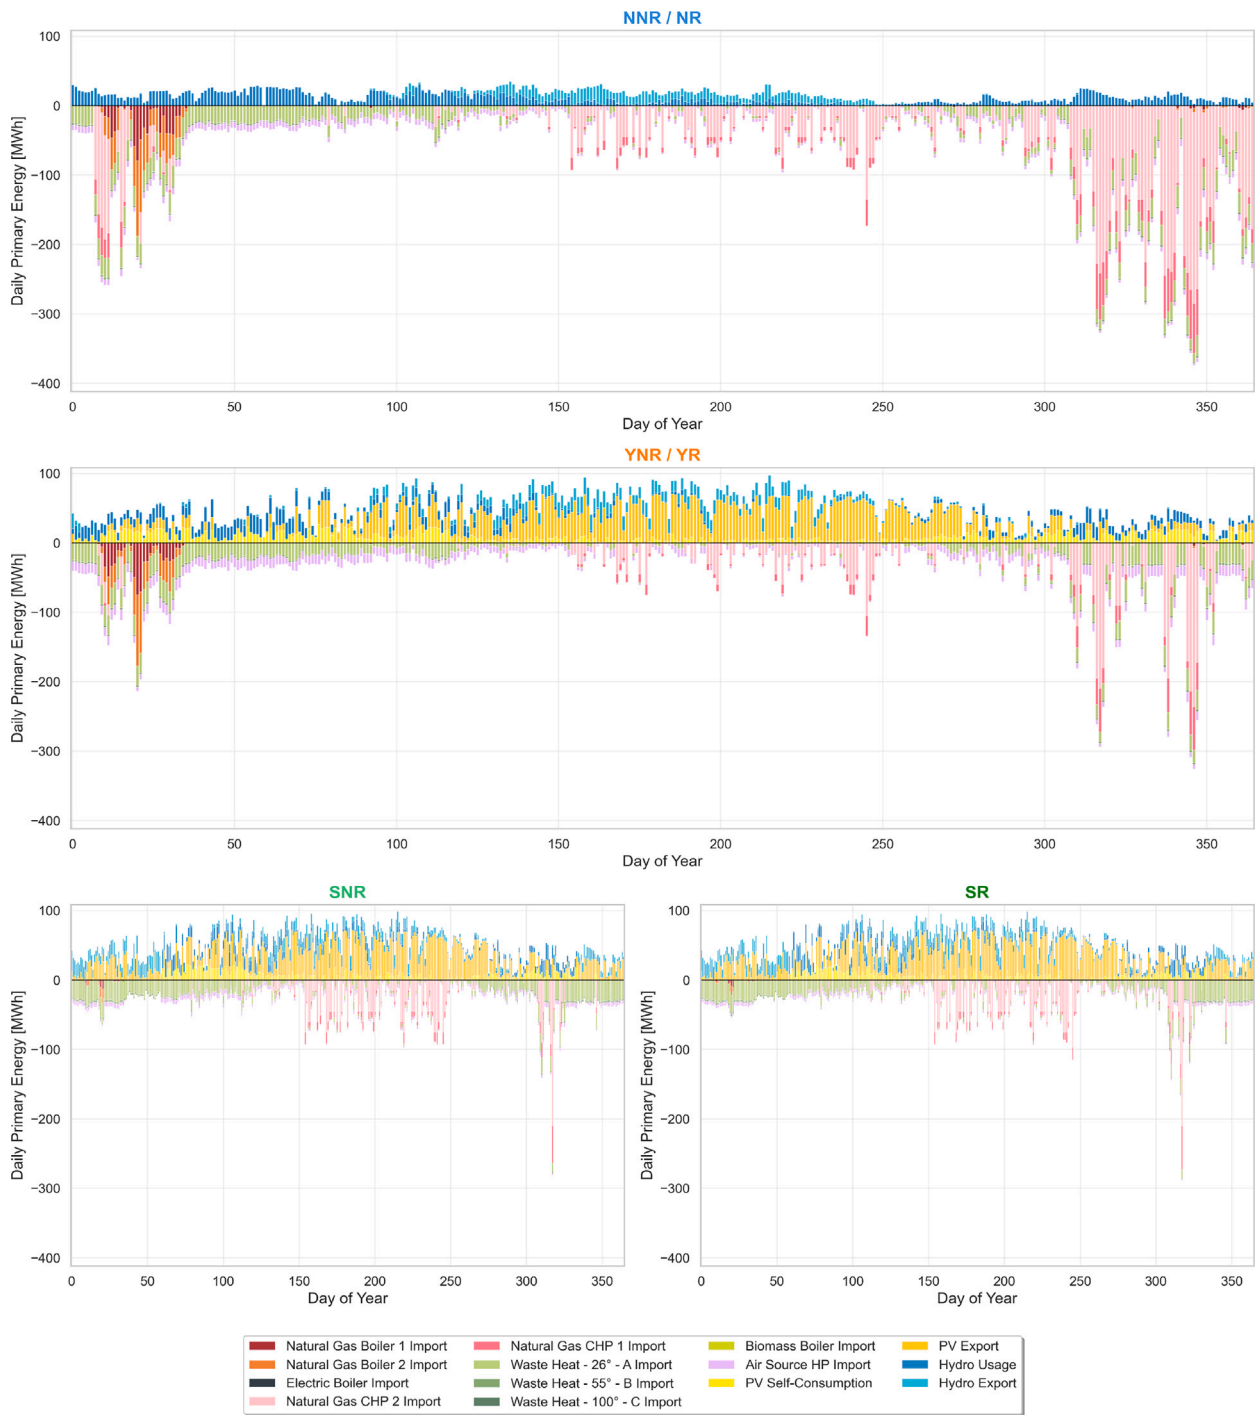 NNR / NR
Daily Primary Energy [MWh]
100
0
−100
−200
−300
−400
0 50 100 150 200 250 300 350
Day of Year
YNR / YR
Daily Primary Energy [MWh]
100
0
−100
−200
−300
−400
0 50 100 150 200 250 300 350
Day of Year
SNR
Daily Primary Energy [MWh]
100
0
−100
−200
−300
−400
0 50 100 150 200 250 300 350
Day of Year
SR
Daily Primary Energy [MWh]
100
0
−100
−200
−300
−400
0 50 100 150 200 250 300 350
Day of Year
Natural Gas Boiler 1 Import
Natural Gas Boiler 2 Import
Electric Boiler Import
Natural Gas CHP 2 Import
Natural Gas CHP 1 Import
Waste Heat - 26° - A Import
Waste Heat - 55° - B Import
Waste Heat - 100° - C Import
Biomass Boiler Import
Air Source HP Import
PV Self-Consumption
PV Export
Hydro Usage
Hydro Export